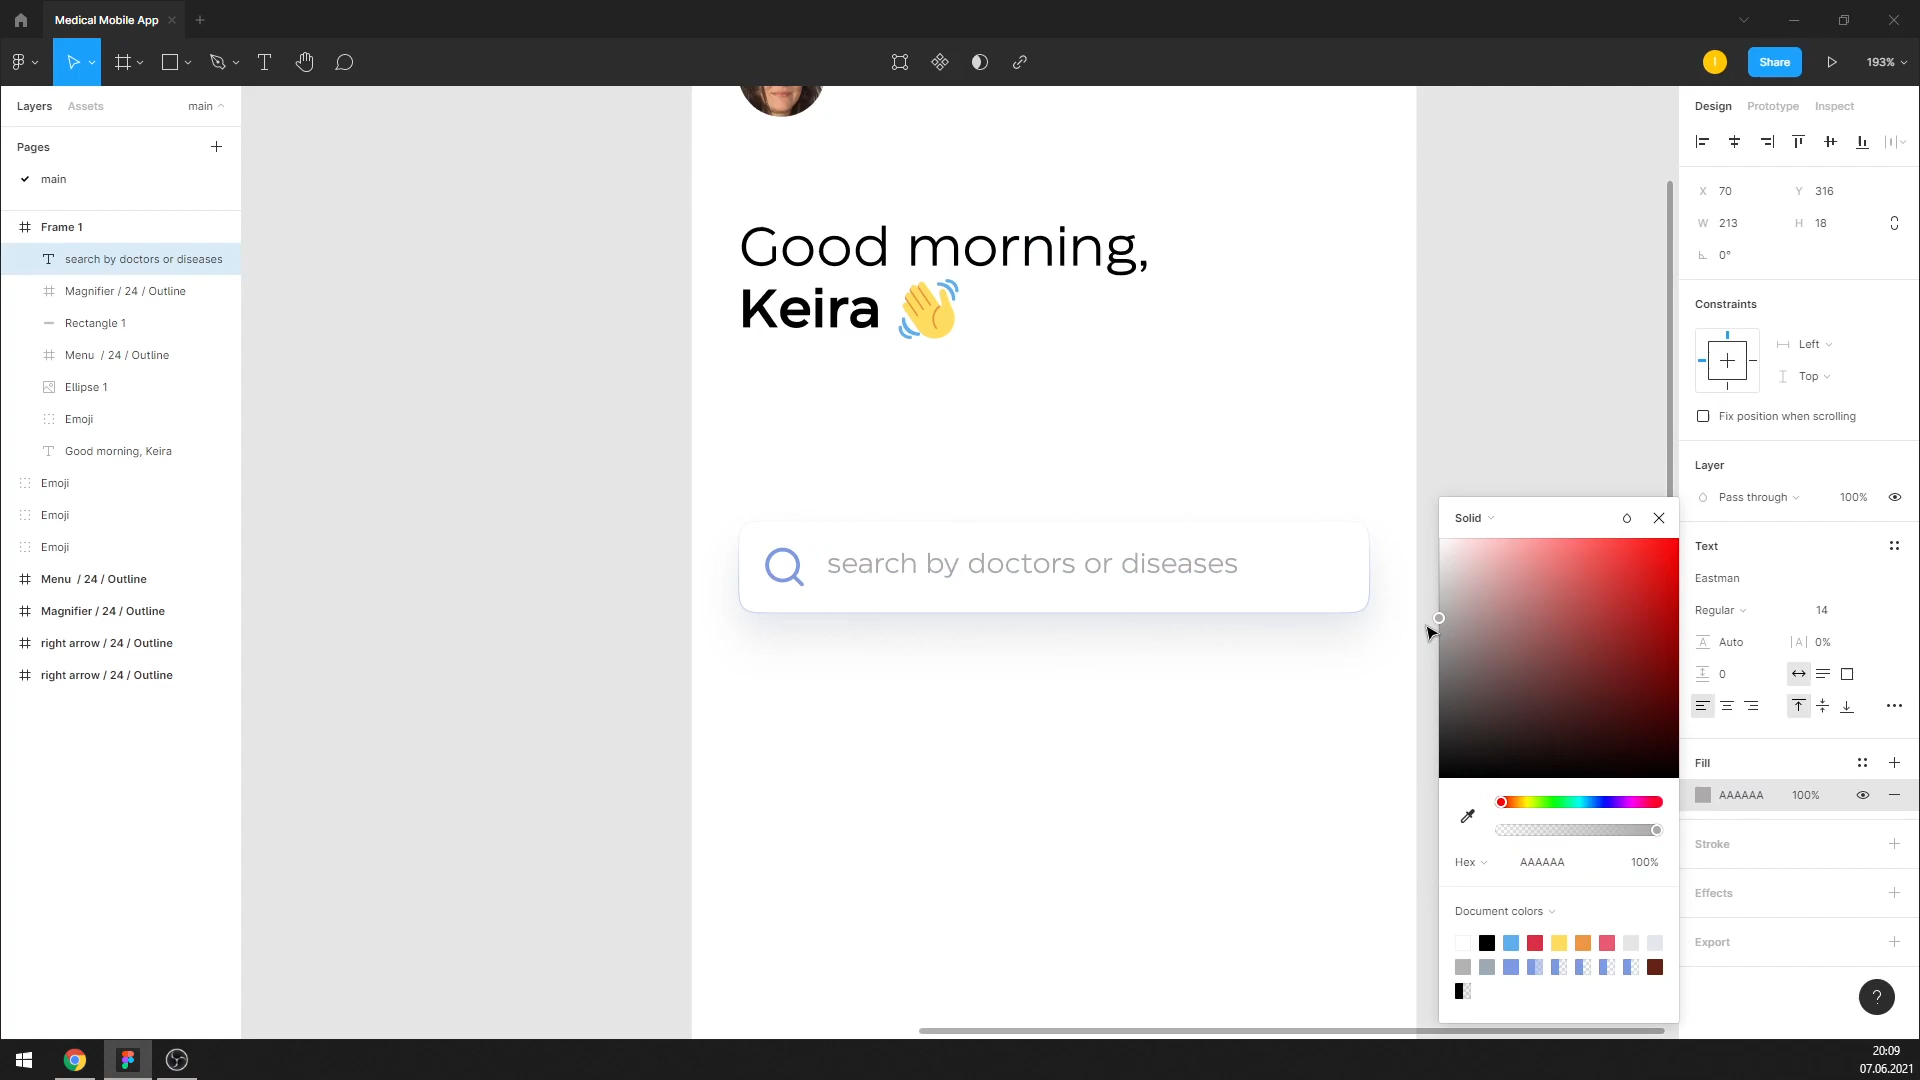 Medical Mobile App
Share
193%
Layers
Assets
main
Pages
main
Frame 1
search by doctors or diseases
Magnifier / 24 / Outline
Rectangle 1
Menu / 24 / Outline
Ellipse 1
Emoji
Good morning, Keira
Emoji
Emoji
Emoji
Menu / 24 / Outline
Magnifier / 24 / Outline
right arrow / 24 / Outline
right arrow / 24 / Outline
Good morning,
Keira
search by doctors or diseases
Solid
Hex
AAAAAA
100%
Document colors
Design
Prototype
Inspect
X 70
Y 316
W 213
H 18
0°
Constraints
Left
Top
Fix position when scrolling
Layer
Pass through
100%
Text
Eastman
Regular
14
Auto
|A| 0%
0
Fill
AAAAAA
100%
Stroke
Effects
Export
?
20:09
07.06.2021